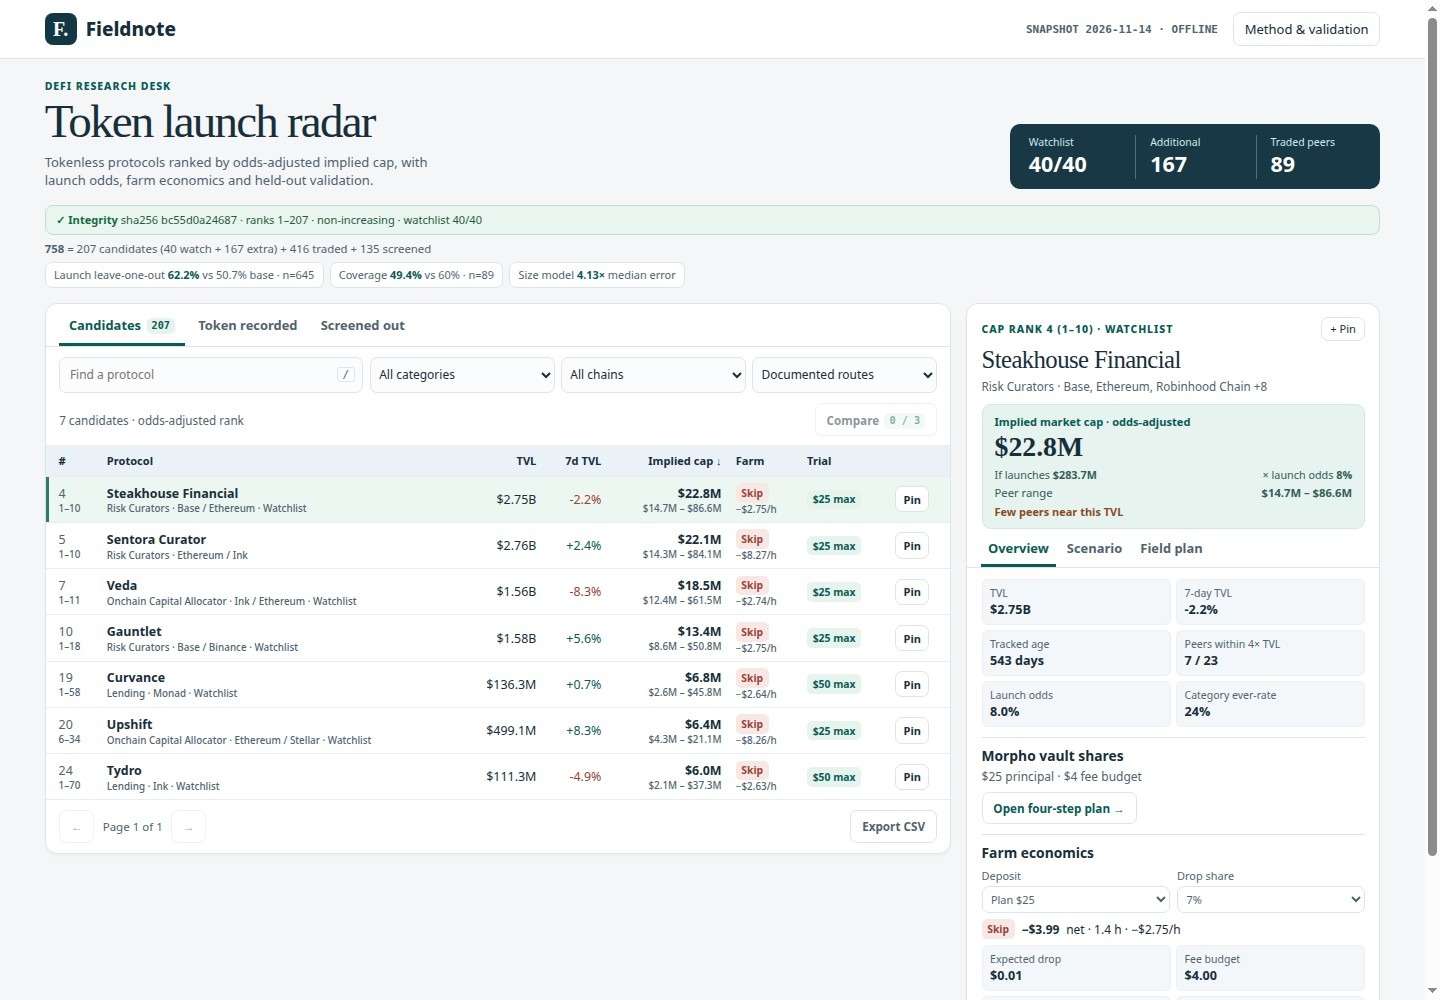 F. Fieldnote
SNAPSHOT 2026-11-14 · OFFLINE
Method & validation
DEFI RESEARCH DESK
Token launch radar
Tokenless protocols ranked by odds-adjusted implied cap, with
launch odds, farm economics and held-out validation.
Watchlist Additional Traded peers
40/40 167 89
✓ Integrity sha256 bc55d0a24687 · ranks 1–207 · non-increasing · watchlist 40/40
758 = 207 candidates (40 watch + 167 extra) + 416 traded + 135 screened
Launch leave-one-out 62.2% vs 50.7% base · n=645
Coverage 49.4% vs 60% · n=89
Size model 4.13× median error
Candidates 207 Token recorded Screened out
Find a protocol / All categories All chains Documented routes
7 candidates · odds-adjusted rank
Compare 0 / 3
# Protocol TVL 7d TVL Implied cap ↓ Farm Trial
4 Steakhouse Financial $2.75B -2.2% $22.8M Skip $25 max Pin
1–10 Risk Curators · Base / Ethereum · Watchlist $14.7M – $86.6M −$2.75/h
5 Sentora Curator $2.76B +2.4% $22.1M Skip $25 max Pin
1–10 Risk Curators · Ethereum / Ink $14.3M – $84.1M −$8.27/h
7 Veda $1.56B -8.3% $18.5M Skip $25 max Pin
1–11 Onchain Capital Allocator · Ink / Ethereum · Watchlist $12.4M – $61.5M −$2.74/h
10 Gauntlet $1.58B +5.6% $13.4M Skip $25 max Pin
1–18 Risk Curators · Base / Binance · Watchlist $8.6M – $50.8M −$2.75/h
19 Curvance $136.3M +0.7% $6.8M Skip $50 max Pin
1–58 Lending · Monad · Watchlist $2.6M – $45.8M −$2.64/h
20 Upshift $499.1M +8.3% $6.4M Skip $25 max Pin
6–34 Onchain Capital Allocator · Ethereum / Stellar · Watchlist $4.3M – $21.1M −$8.26/h
24 Tydro $111.3M -4.9% $6.0M Skip $50 max Pin
1–70 Lending · Ink · Watchlist $2.1M – $37.3M −$2.63/h
← Page 1 of 1 →
Export CSV
CAP RANK 4 (1–10) · WATCHLIST
+ Pin
Steakhouse Financial
Risk Curators · Base, Ethereum, Robinhood Chain +8
Implied market cap · odds-adjusted
$22.8M
If launches $283.7M × launch odds 8%
Peer range $14.7M – $86.6M
Few peers near this TVL
Overview Scenario Field plan
TVL 7-day TVL
$2.75B -2.2%
Tracked age Peers within 4× TVL
543 days 7 / 23
Launch odds Category ever-rate
8.0% 24%
Morpho vault shares
$25 principal · $4 fee budget
Open four-step plan →
Farm economics
Deposit Drop share
Plan $25 7%
Skip −$3.99 net · 1.4 h · −$2.75/h
Expected drop Fee budget
$0.01 $4.00